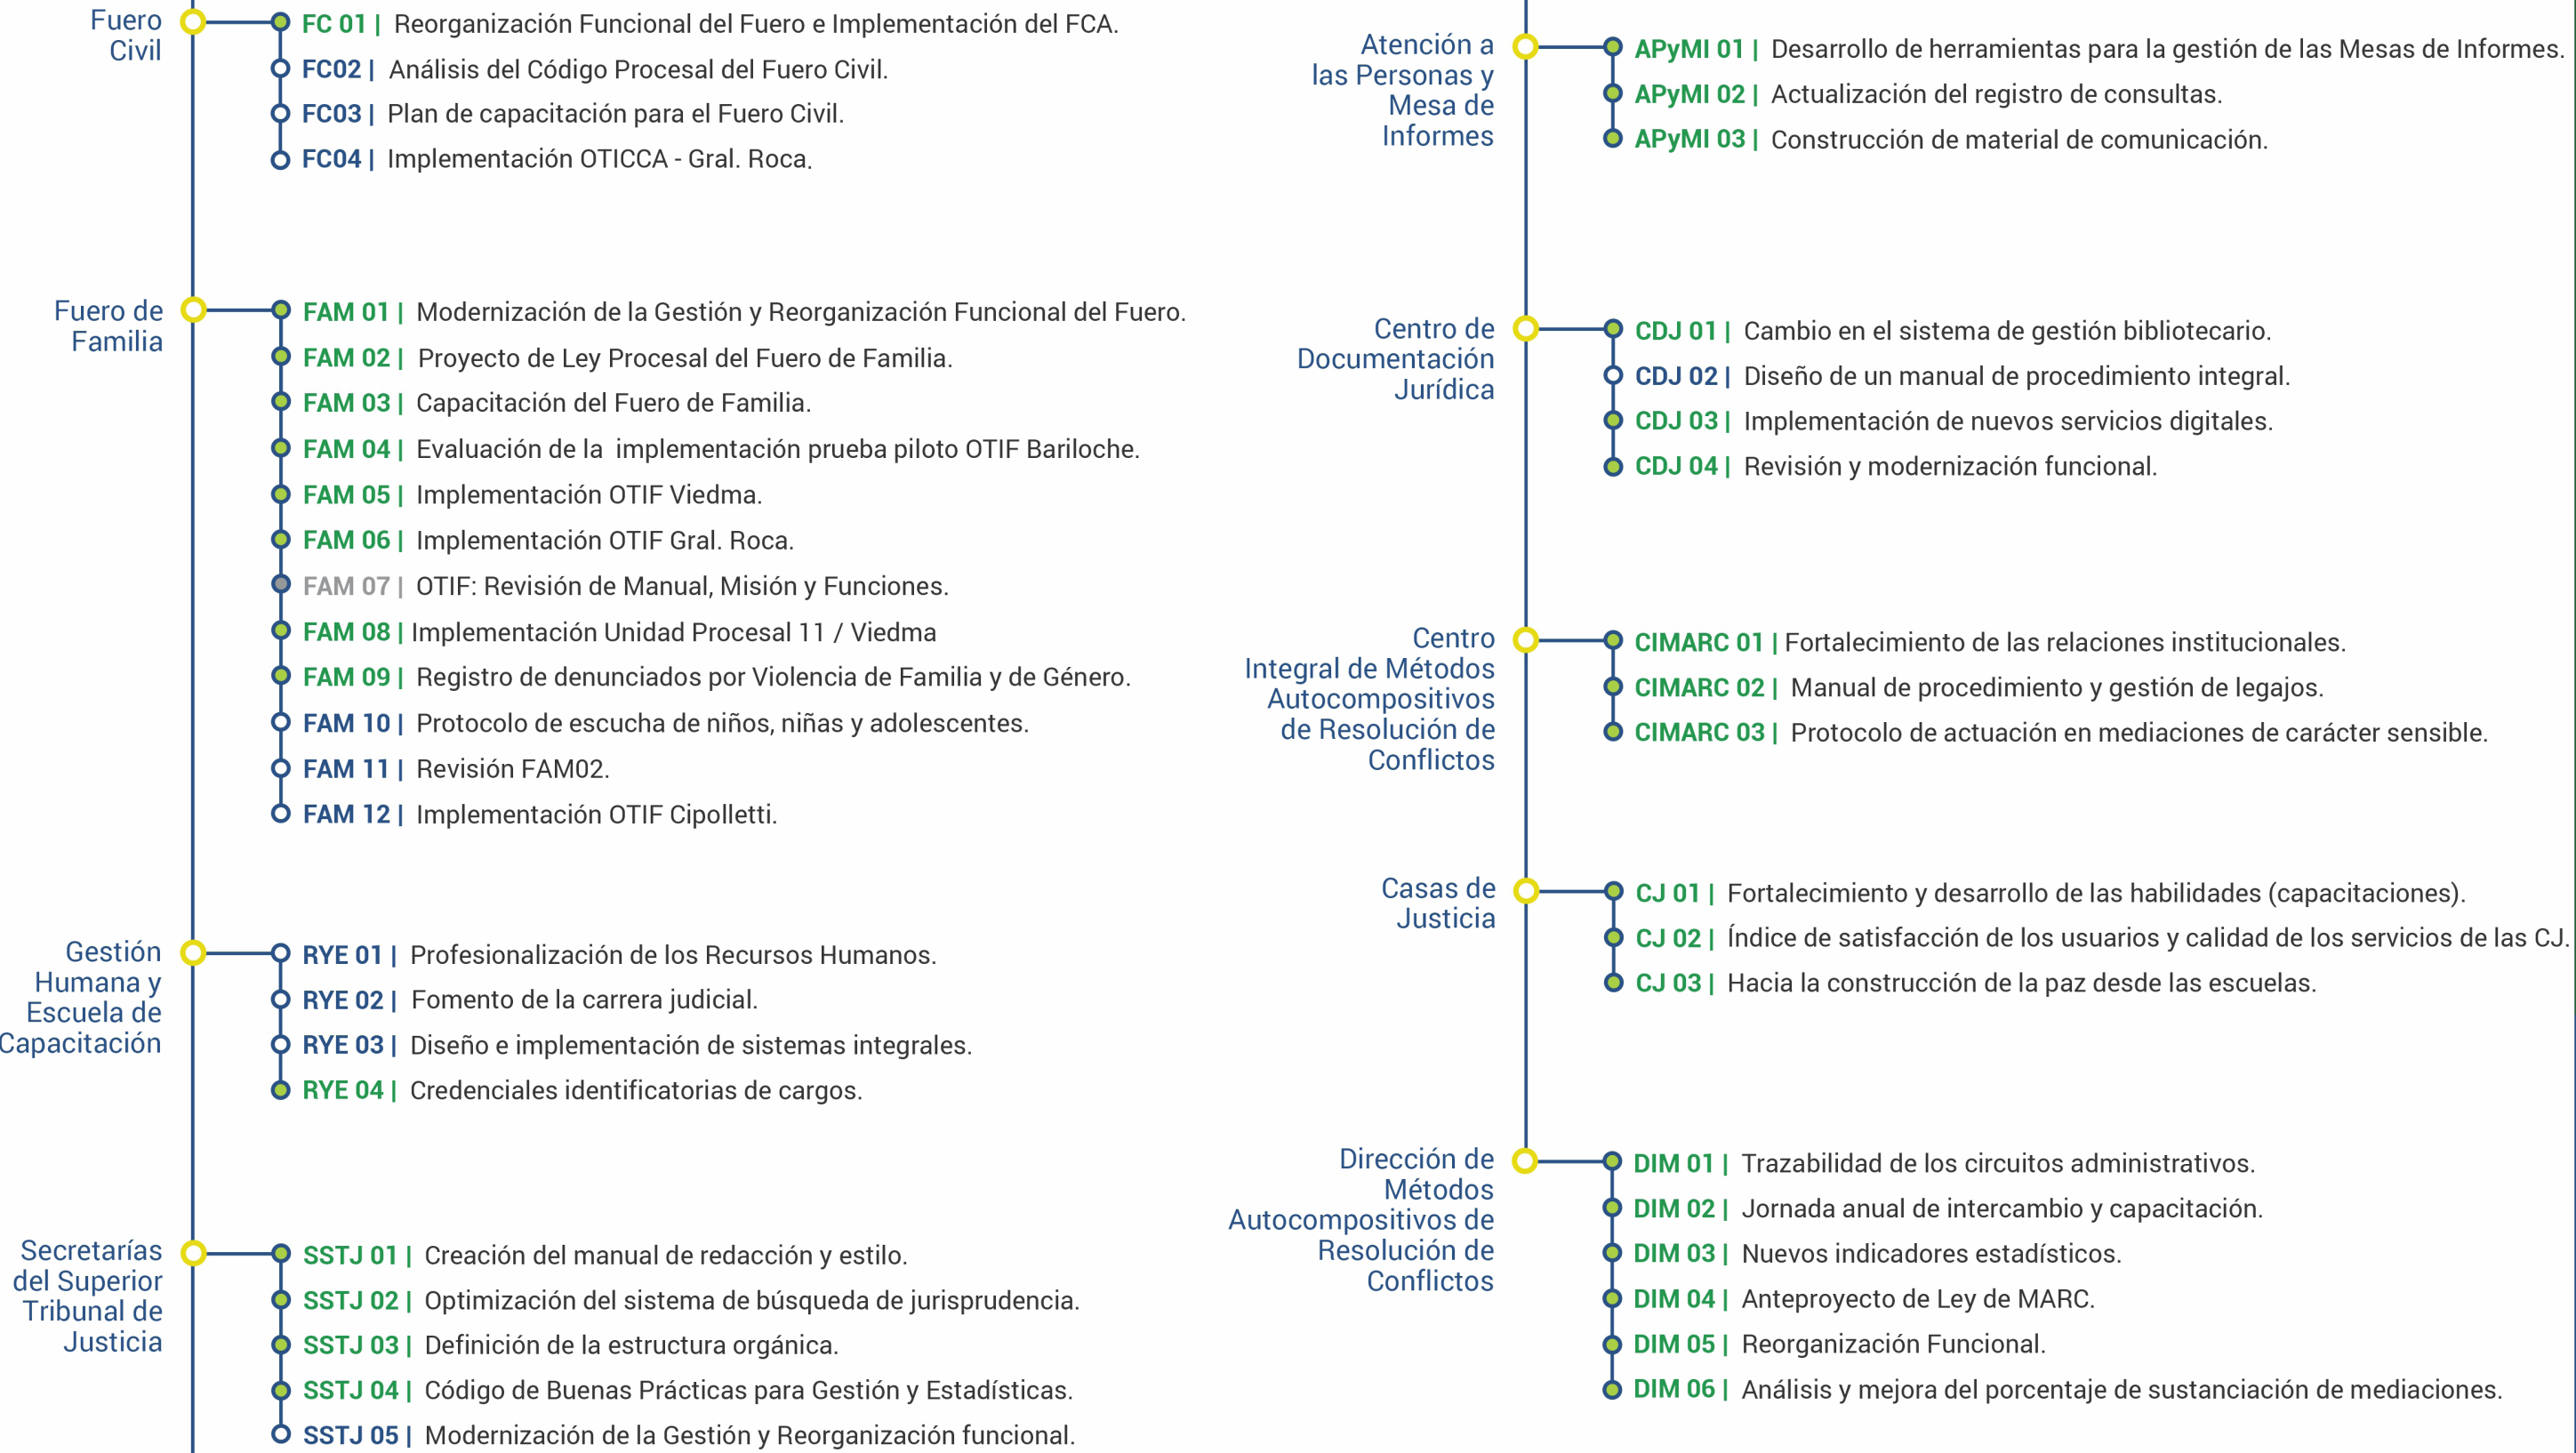 Fuero
Civil
FC 01 | Reorganización Funcional del Fuero e Implementación del FCA.
FC02 | Análisis del Código Procesal del Fuero Civil.
FC03 | Plan de capacitación para el Fuero Civil.
FC04 | Implementación OTICCA - Gral. Roca.
Fuero de
Familia
FAM 01 | Modernización de la Gestión y Reorganización Funcional del Fuero.
FAM 02 | Proyecto de Ley Procesal del Fuero de Familia.
FAM 03 | Capacitación del Fuero de Familia.
FAM 04 | Evaluación de la implementación prueba piloto OTIF Bariloche.
FAM 05 | Implementación OTIF Viedma.
FAM 06 | Implementación OTIF Gral. Roca.
FAM 07 | OTIF: Revisión de Manual, Misión y Funciones.
FAM 08 | Implementación Unidad Procesal 11 / Viedma
FAM 09 | Registro de denunciados por Violencia de Familia y de Género.
FAM 10 | Protocolo de escucha de niños, niñas y adolescentes.
FAM 11 | Revisión FAM02.
FAM 12 | Implementación OTIF Cipolletti.
Gestión
Humana y
Escuela de
Capacitación
RYE 01 | Profesionalización de los Recursos Humanos.
RYE 02 | Fomento de la carrera judicial.
RYE 03 | Diseño e implementación de sistemas integrales.
RYE 04 | Credenciales identificatorias de cargos.
Secretarías
del Superior
Tribunal de
Justicia
SSTJ 01 | Creación del manual de redacción y estilo.
SSTJ 02 | Optimización del sistema de búsqueda de jurisprudencia.
SSTJ 03 | Definición de la estructura orgánica.
SSTJ 04 | Código de Buenas Prácticas para Gestión y Estadísticas.
SSTJ 05 | Modernización de la Gestión y Reorganización funcional.
Atención a
las Personas y
Mesa de
Informes
APyMI 01 | Desarrollo de herramientas para la gestión de las Mesas de Informes.
APyMI 02 | Actualización del registro de consultas.
APyMI 03 | Construcción de material de comunicación.
Centro de
Documentación
Jurídica
CDJ 01 | Cambio en el sistema de gestión bibliotecario.
CDJ 02 | Diseño de un manual de procedimiento integral.
CDJ 03 | Implementación de nuevos servicios digitales.
CDJ 04 | Revisión y modernización funcional.
Centro
Integral de Métodos
Autocompositivos
de Resolución de
Conflictos
CIMARC 01 | Fortalecimiento de las relaciones institucionales.
CIMARC 02 | Manual de procedimiento y gestión de legajos.
CIMARC 03 | Protocolo de actuación en mediaciones de carácter sensible.
Casas de
Justicia
CJ 01 | Fortalecimiento y desarrollo de las habilidades (capacitaciones).
CJ 02 | Índice de satisfacción de los usuarios y calidad de los servicios de las CJ.
CJ 03 | Hacia la construcción de la paz desde las escuelas.
Dirección de
Métodos
Autocompositivos de
Resolución de
Conflictos
DIM 01 | Trazabilidad de los circuitos administrativos.
DIM 02 | Jornada anual de intercambio y capacitación.
DIM 03 | Nuevos indicadores estadísticos.
DIM 04 | Anteproyecto de Ley de MARC.
DIM 05 | Reorganización Funcional.
DIM 06 | Análisis y mejora del porcentaje de sustanciación de mediaciones.